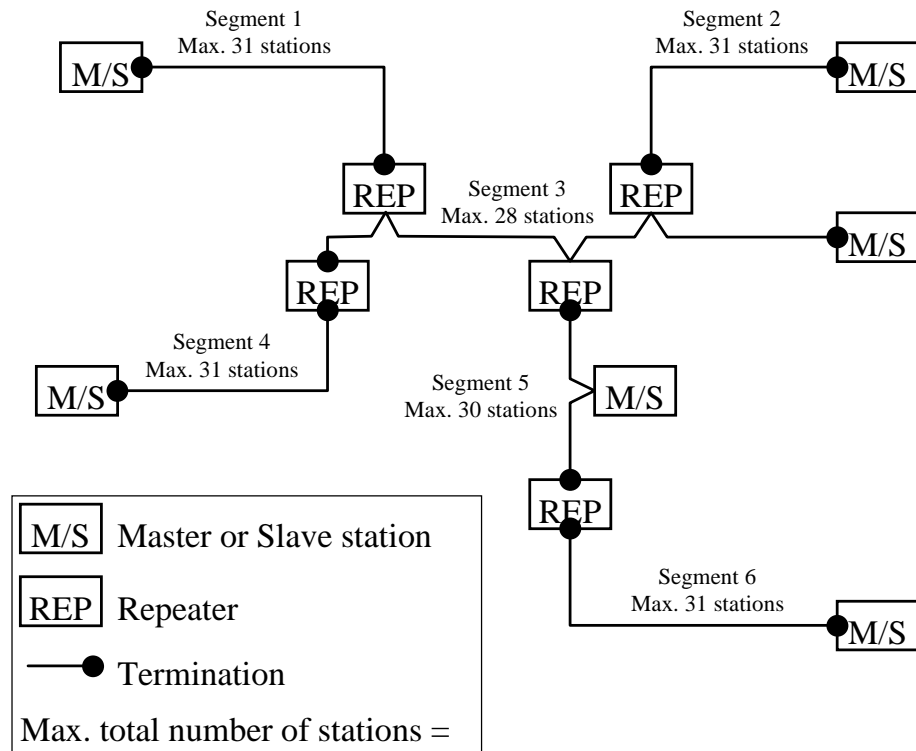 Segment 1
Max. 31 stations
Segment 2
Max. 31 stations
M/S
M/S
REP
Segment 3
Max. 28 stations
REP
M/S
REP
REP
Segment 4
Max. 31 stations
Segment 5
Max. 30 stations
M/S
M/S
REP
Segment 6
Max. 31 stations
M/S
M/S Master or Slave station
REP Repeater
Termination
Max. total number of stations =